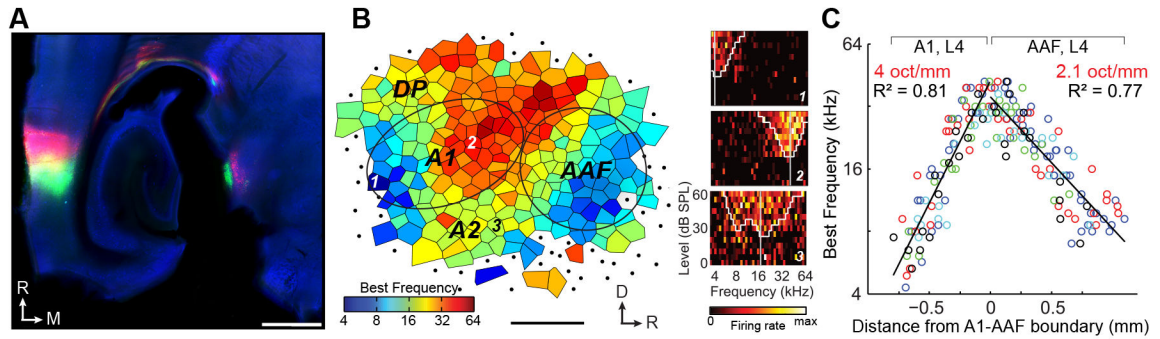 A
R
M
B
DP
A1
2
1
AAF
A2 3
Best Frequency
4 8 16 32 64
D
R
1
2
60
30
0
Level (dB SPL)
3
4 8 16 32 64
Frequency (kHz)
0 max
Firing rate
C
A1, L4 AAF, L4
4 oct/mm 2.1 oct/mm
R² = 0.81 R² = 0.77
64
16
4
Best Frequency (kHz)
−0.5 0 0.5
Distance from A1-AAF boundary (mm)